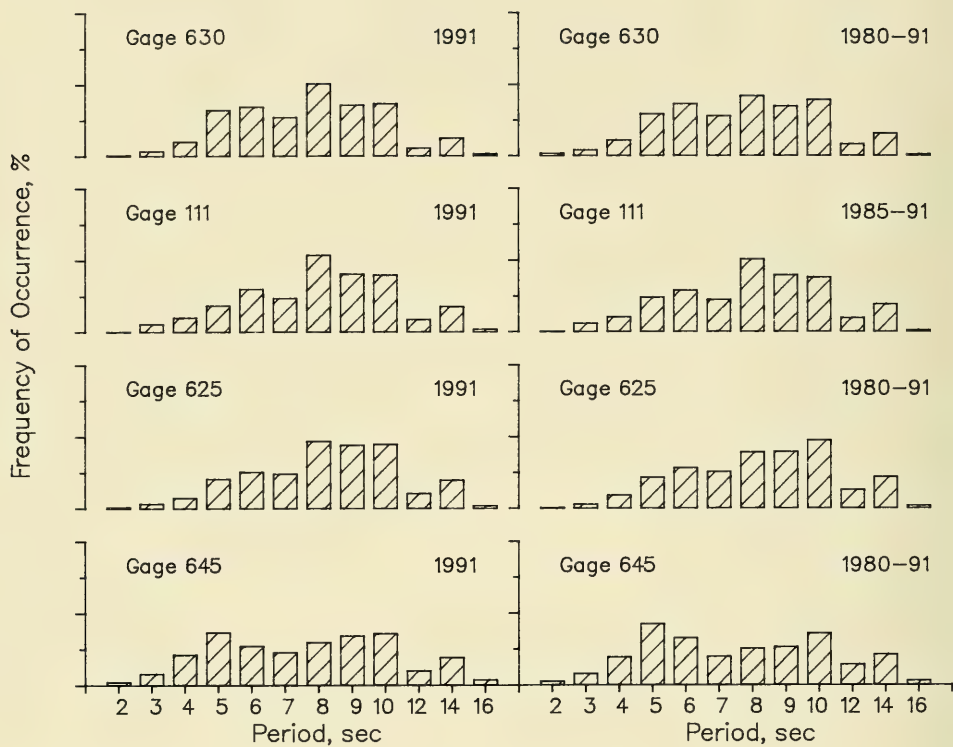 Gage 630 1991 Gage 630 1980-91
Gage 111 1991 Gage 111 1985-91
Frequency of Occurrence, %
Gage 625 1991 Gage 625 1980-91
Gage 645 1991 Gage 645 1980-91
2 3 4 5 6 7 8 9 10 12 14 16 2 3 4 5 6 7 8 9 10 12 14 16
Period, sec Period, sec